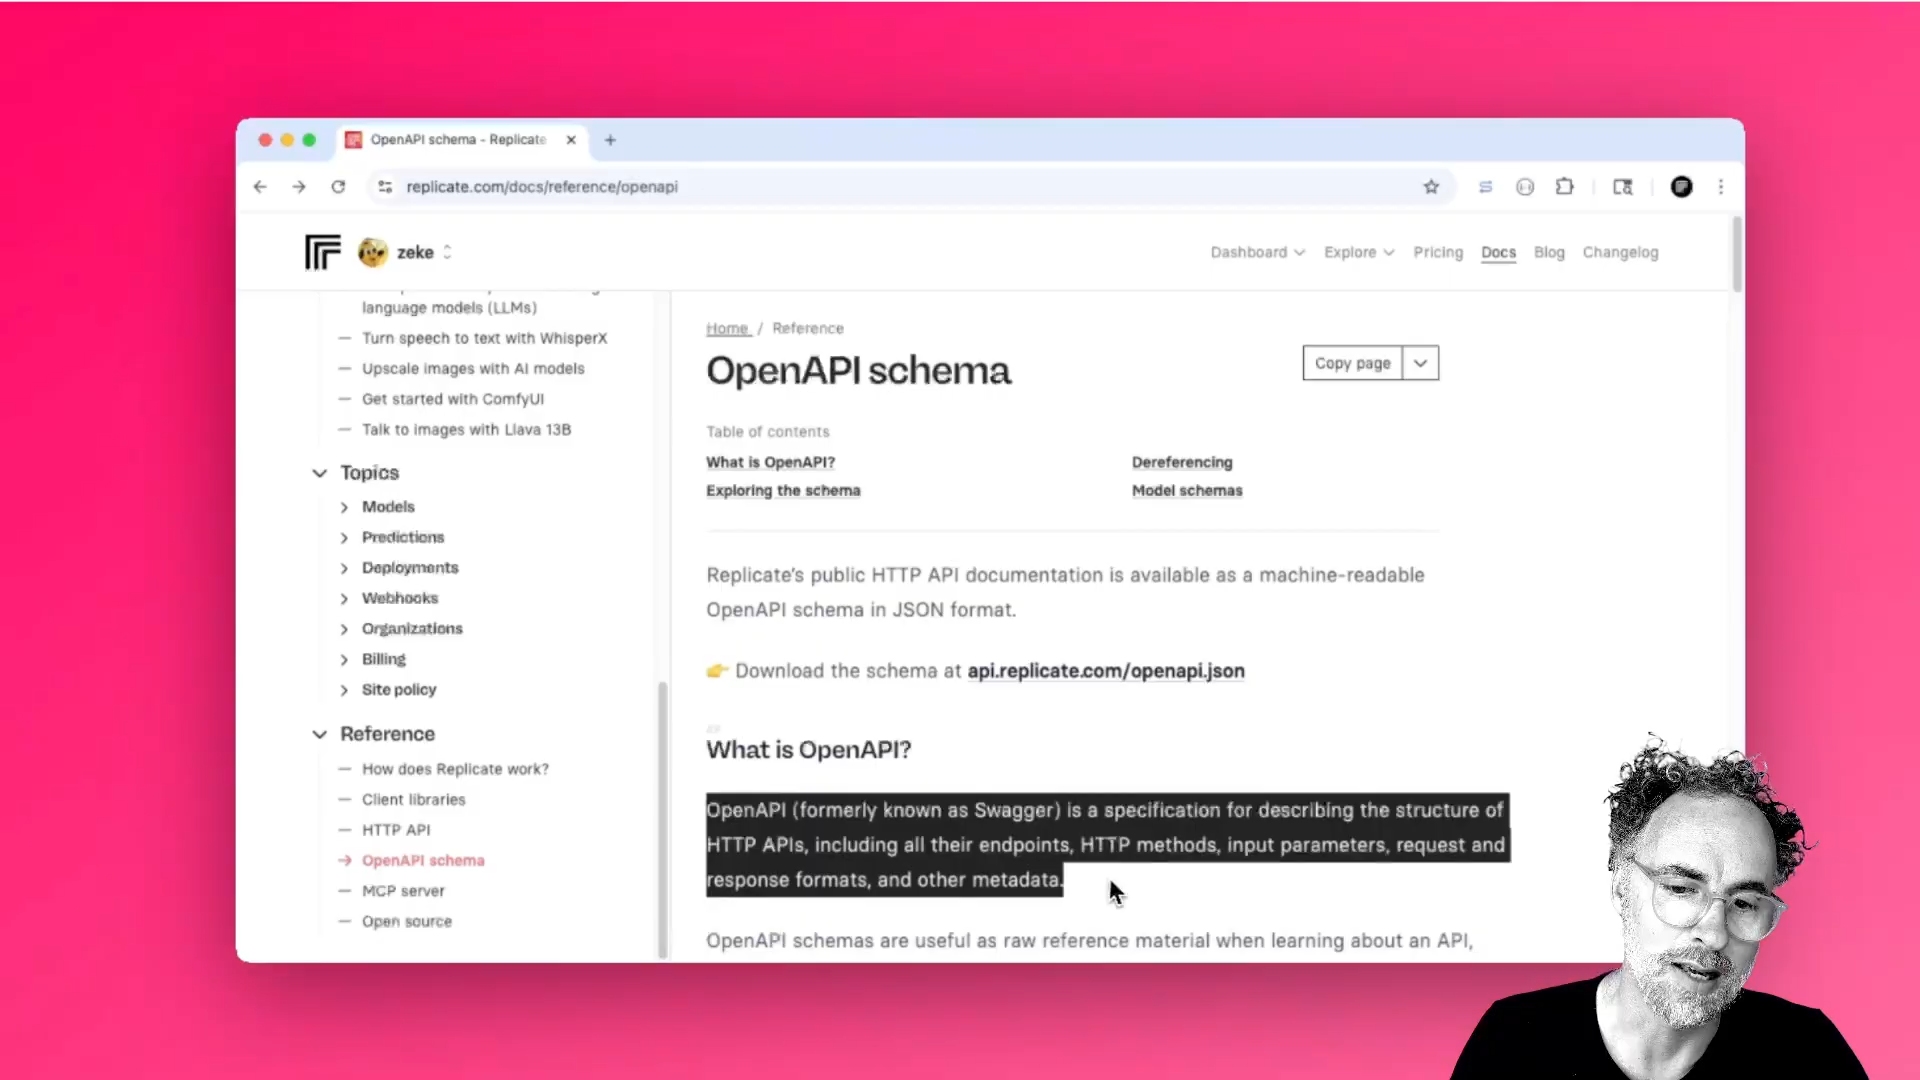 OpenAPI schema - Replicate
replicate.com/docs/reference/openapi
zeke
Dashboard
Explore
Pricing
Docs
Blog
Changelog
language models (LLMs)
Turn speech to text with WhisperX
Upscale images with AI models
Get started with ComfyUI
Talk to images with Llava 13B
Topics
Models
Predictions
Deployments
Webhooks
Organizations
Billing
Site policy
Reference
How does Replicate work?
Client libraries
HTTP API
OpenAPI schema
MCP server
Open source
Home / Reference
OpenAPI schema
Copy page
Table of contents
What is OpenAPI?
Exploring the schema
Dereferencing
Model schemas
Replicate's public HTTP API documentation is available as a machine-readable
OpenAPI schema in JSON format.
👉 Download the schema at api.replicate.com/openapi.json
What is OpenAPI?
OpenAPI (formerly known as Swagger) is a specification for describing the structure of
HTTP APIs, including all their endpoints, HTTP methods, input parameters, request and
response formats, and other metadata.
OpenAPI schemas are useful as raw reference material when learning about an API,